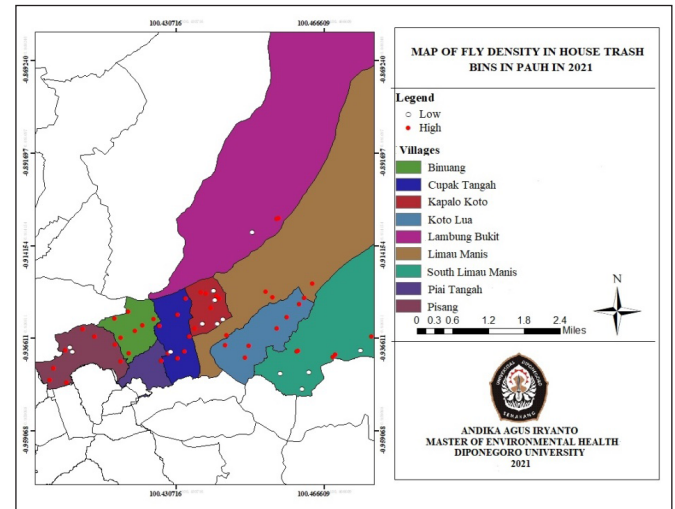 100.430716
100.466609
-0.869240
-0.869240
-0.891697
-0.891697
-0.914154
-0.914154
-0.93661
-0.93661
-0.959068
-0.959068
100.430716
100.466609
MAP OF FLY DENSITY IN HOUSE TRASH
BINS IN PAUH IN 2021
Legend
Low
High
Villages
Binuang
Cupak Tangah
Kapalo Koto
Koto Lua
Lambung Bukit
Limau Manis
South Limau Manis
Piai Tangah
Pisang
N
0 0.3 0.6 1.2 1.8 2.4
Miles
SEMARANG
ANDIKA AGUS IRYANTO
MASTER OF ENVIRONMENTAL HEALTH
DIPONEGORO UNIVERSITY
2021